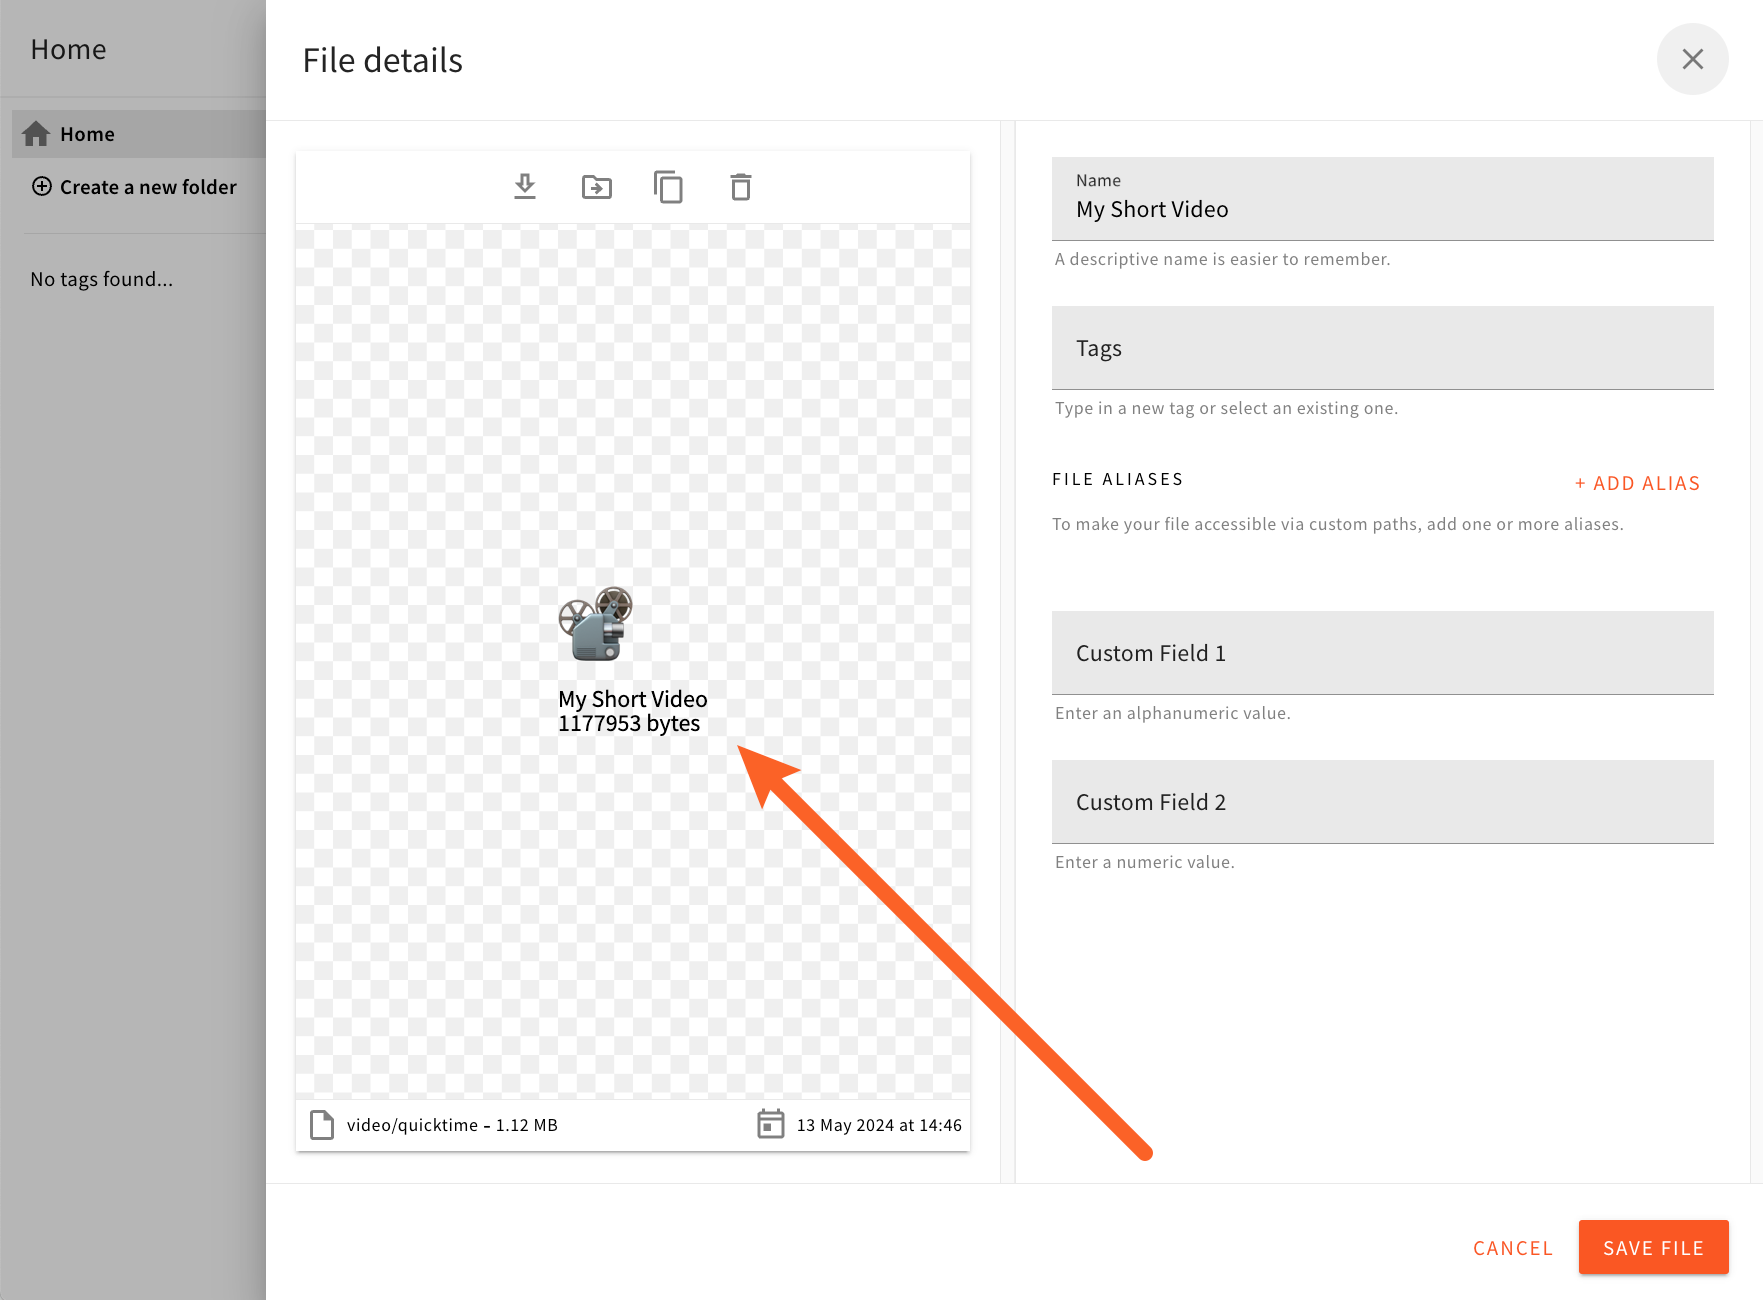 Home
Home
Create a new folder
No tags found...
File details
My Short Video
1177953 bytes
video/quicktime - 1.12 MB
13 May 2024 at 14:46
Name
My Short Video
A descriptive name is easier to remember.
Tags
Type in a new tag or select an existing one.
FILE ALIASES
+ ADD ALIAS
To make your file accessible via custom paths, add one or more aliases.
Custom Field 1
Enter an alphanumeric value.
Custom Field 2
Enter a numeric value.
CANCEL
SAVE FILE